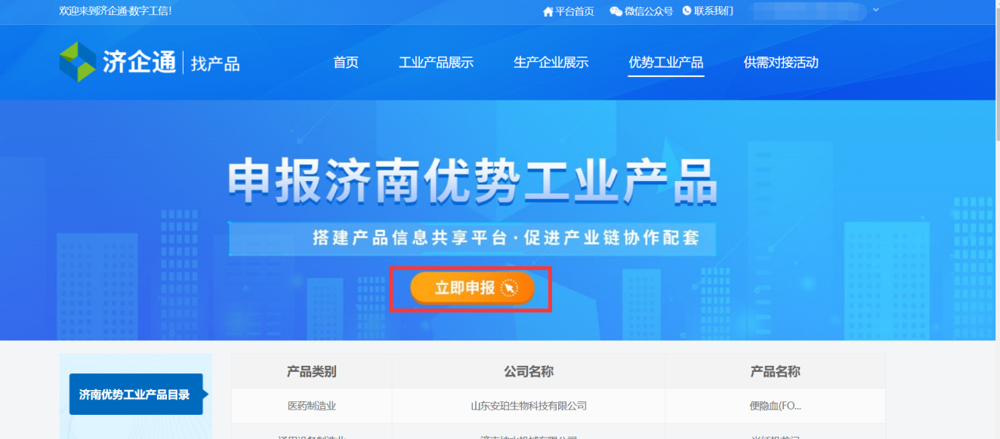 欢迎来到济企通·数字工信!
平台首页 微信公众号 联系我们
济企通 找产品
首页 工业产品展示 生产企业展示 优势工业产品 供需对接活动
申报济南优势工业产品
搭建产品信息共享平台·促进产业链协作配套
立即申报
济南优势工业产品目录
产品类别 公司名称 产品名称
医药制造业 山东安珀生物科技有限公司 便隐血(FO...